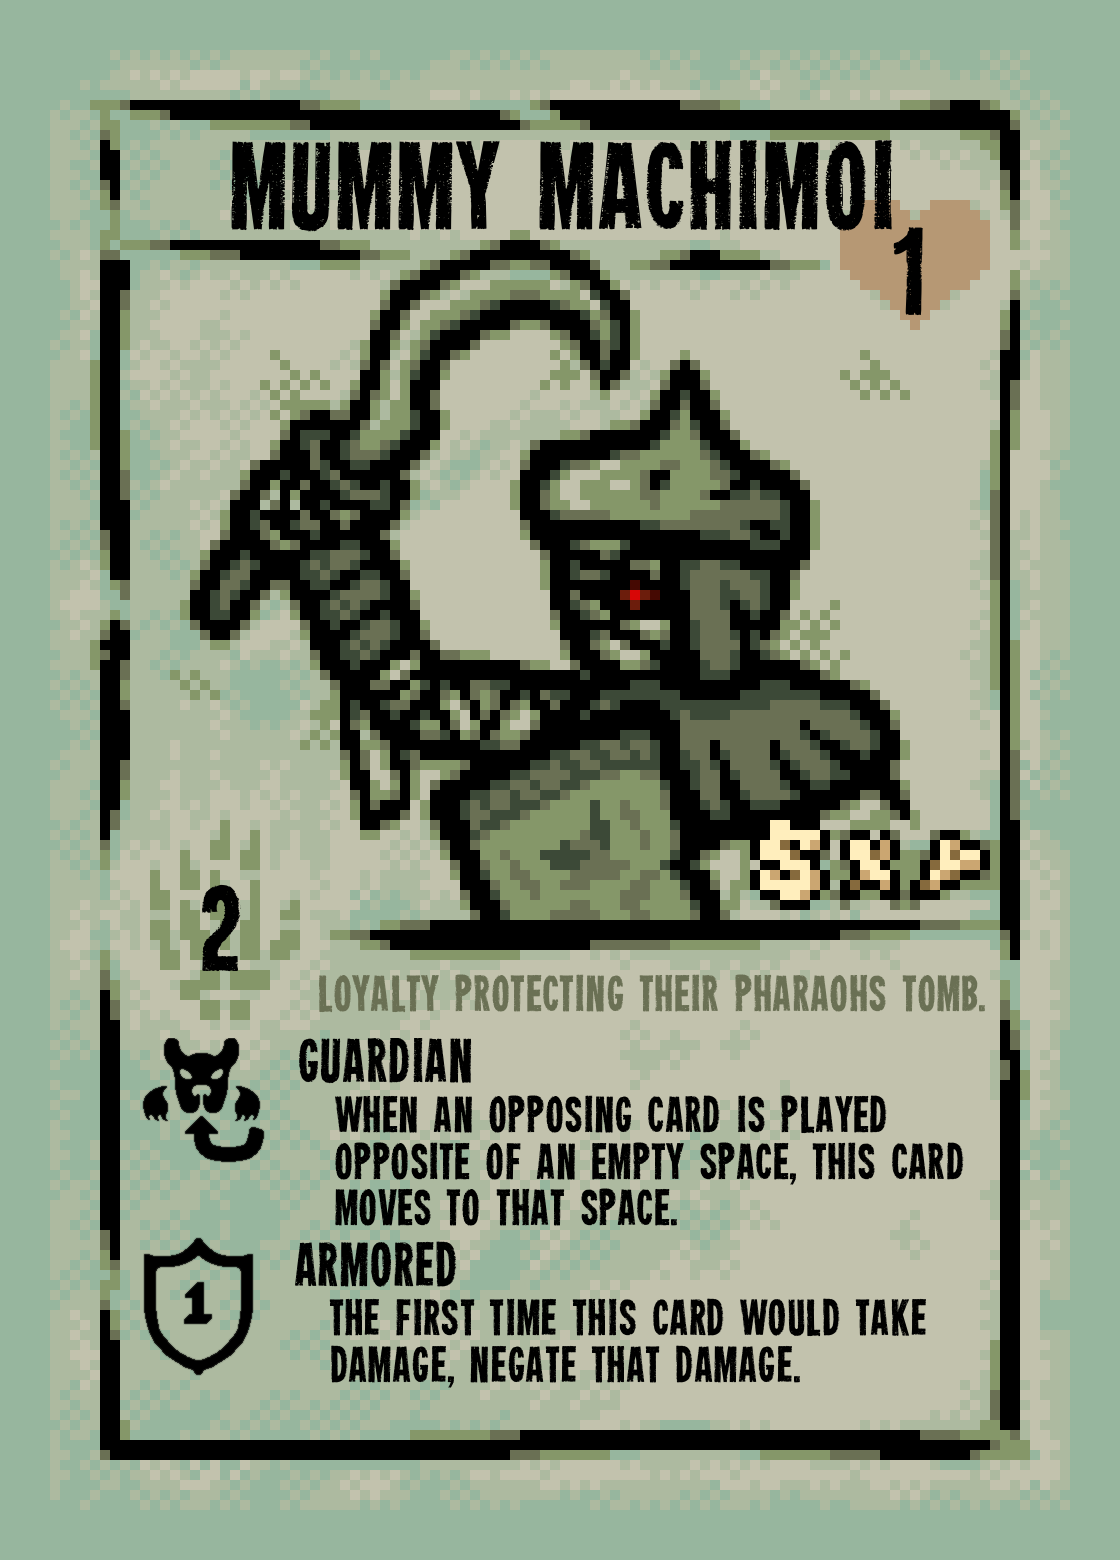 MUMMY MACHIMOI
1
5 X
2
LOYALTY PROTECTING THEIR PHARAOHS TOMB.
GUARDIAN
WHEN AN OPPOSING CARD IS PLAYED
OPPOSITE OF AN EMPTY SPACE, THIS CARD
MOVES TO THAT SPACE.
ARMORED
1
THE FIRST TIME THIS CARD WOULD TAKE
DAMAGE, NEGATE THAT DAMAGE.